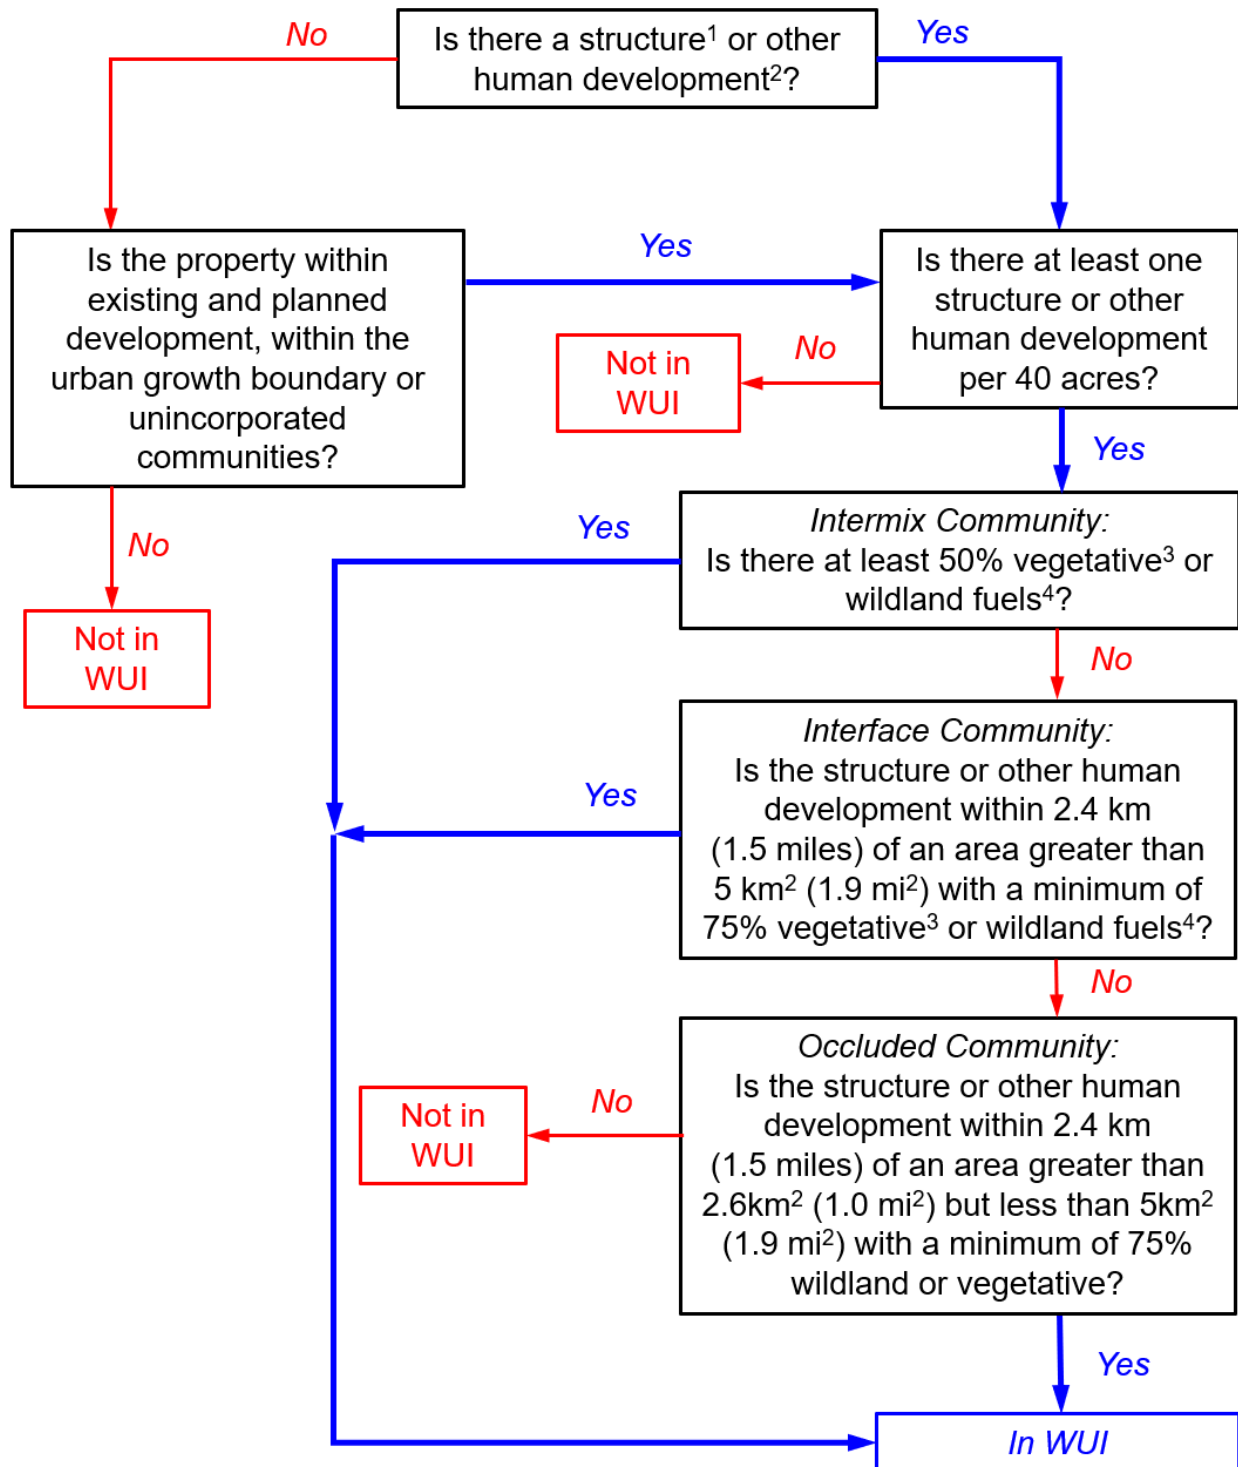 No
Is there a structure¹ or other
human development²?
Yes
Is the property within
existing and planned
development, within the
urban growth boundary or
unincorporated
communities?
Yes
Is there at least one
structure or other
human development
per 40 acres?
No
Not in
WUI
Yes
No
Not in
WUI
Yes
Intermix Community:
Is there at least 50% vegetative³ or
wildland fuels⁴?
No
Interface Community:
Is the structure or other human
development within 2.4 km
(1.5 miles) of an area greater than
5 km² (1.9 mi²) with a minimum of
75% vegetative³ or wildland fuels⁴?
Yes
No
Occluded Community:
Is the structure or other human
development within 2.4 km
(1.5 miles) of an area greater than
2.6km² (1.0 mi²) but less than 5km²
(1.9 mi²) with a minimum of 75%
wildland or vegetative?
No
Not in
WUI
Yes
In WUI